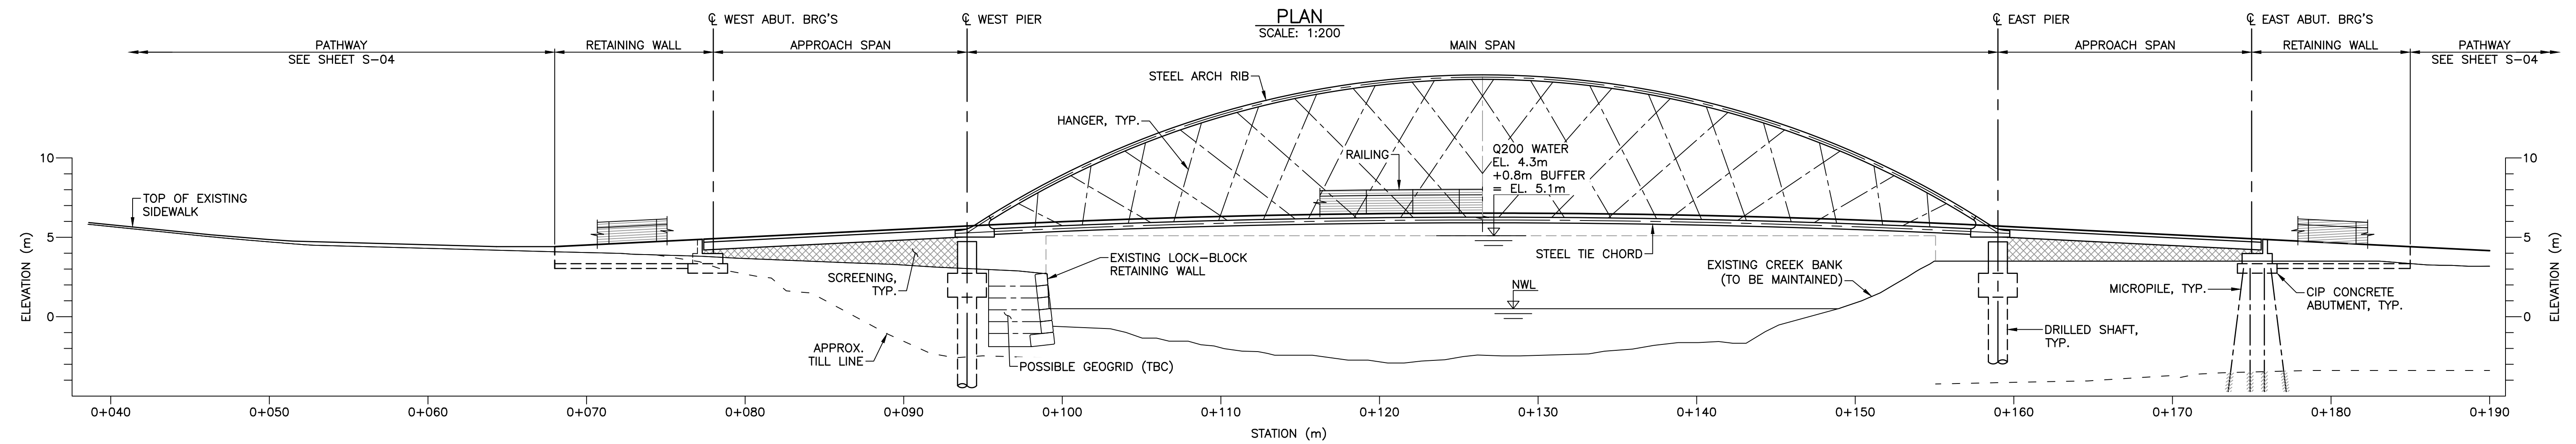 PLAN
SCALE: 1:200
℄ WEST ABUT. BRG'S
℄ WEST PIER
℄ EAST PIER
℄ EAST ABUT. BRG'S
PATHWAY
SEE SHEET S-04
RETAINING WALL
APPROACH SPAN
MAIN SPAN
APPROACH SPAN
RETAINING WALL
PATHWAY
SEE SHEET S-04
STEEL ARCH RIB
HANGER, TYP.
RAILING
Q200 WATER
EL. 4.3m
+0.8m BUFFER
= EL. 5.1m
TOP OF EXISTING
SIDEWALK
SCREENING,
TYP.
EXISTING LOCK-BLOCK
RETAINING WALL
STEEL TIE CHORD
EXISTING CREEK BANK
(TO BE MAINTAINED)
NWL
MICROPILE, TYP.
CIP CONCRETE
ABUTMENT, TYP.
DRILLED SHAFT,
TYP.
APPROX.
TILL LINE
POSSIBLE GEOGRID (TBC)
ELEVATION (m)
10
5
0
10
5
0
ELEVATION (m)
0+040
0+050
0+060
0+070
0+080
0+090
0+100
0+110
0+120
0+130
0+140
0+150
0+160
0+170
0+180
0+190
STATION (m)